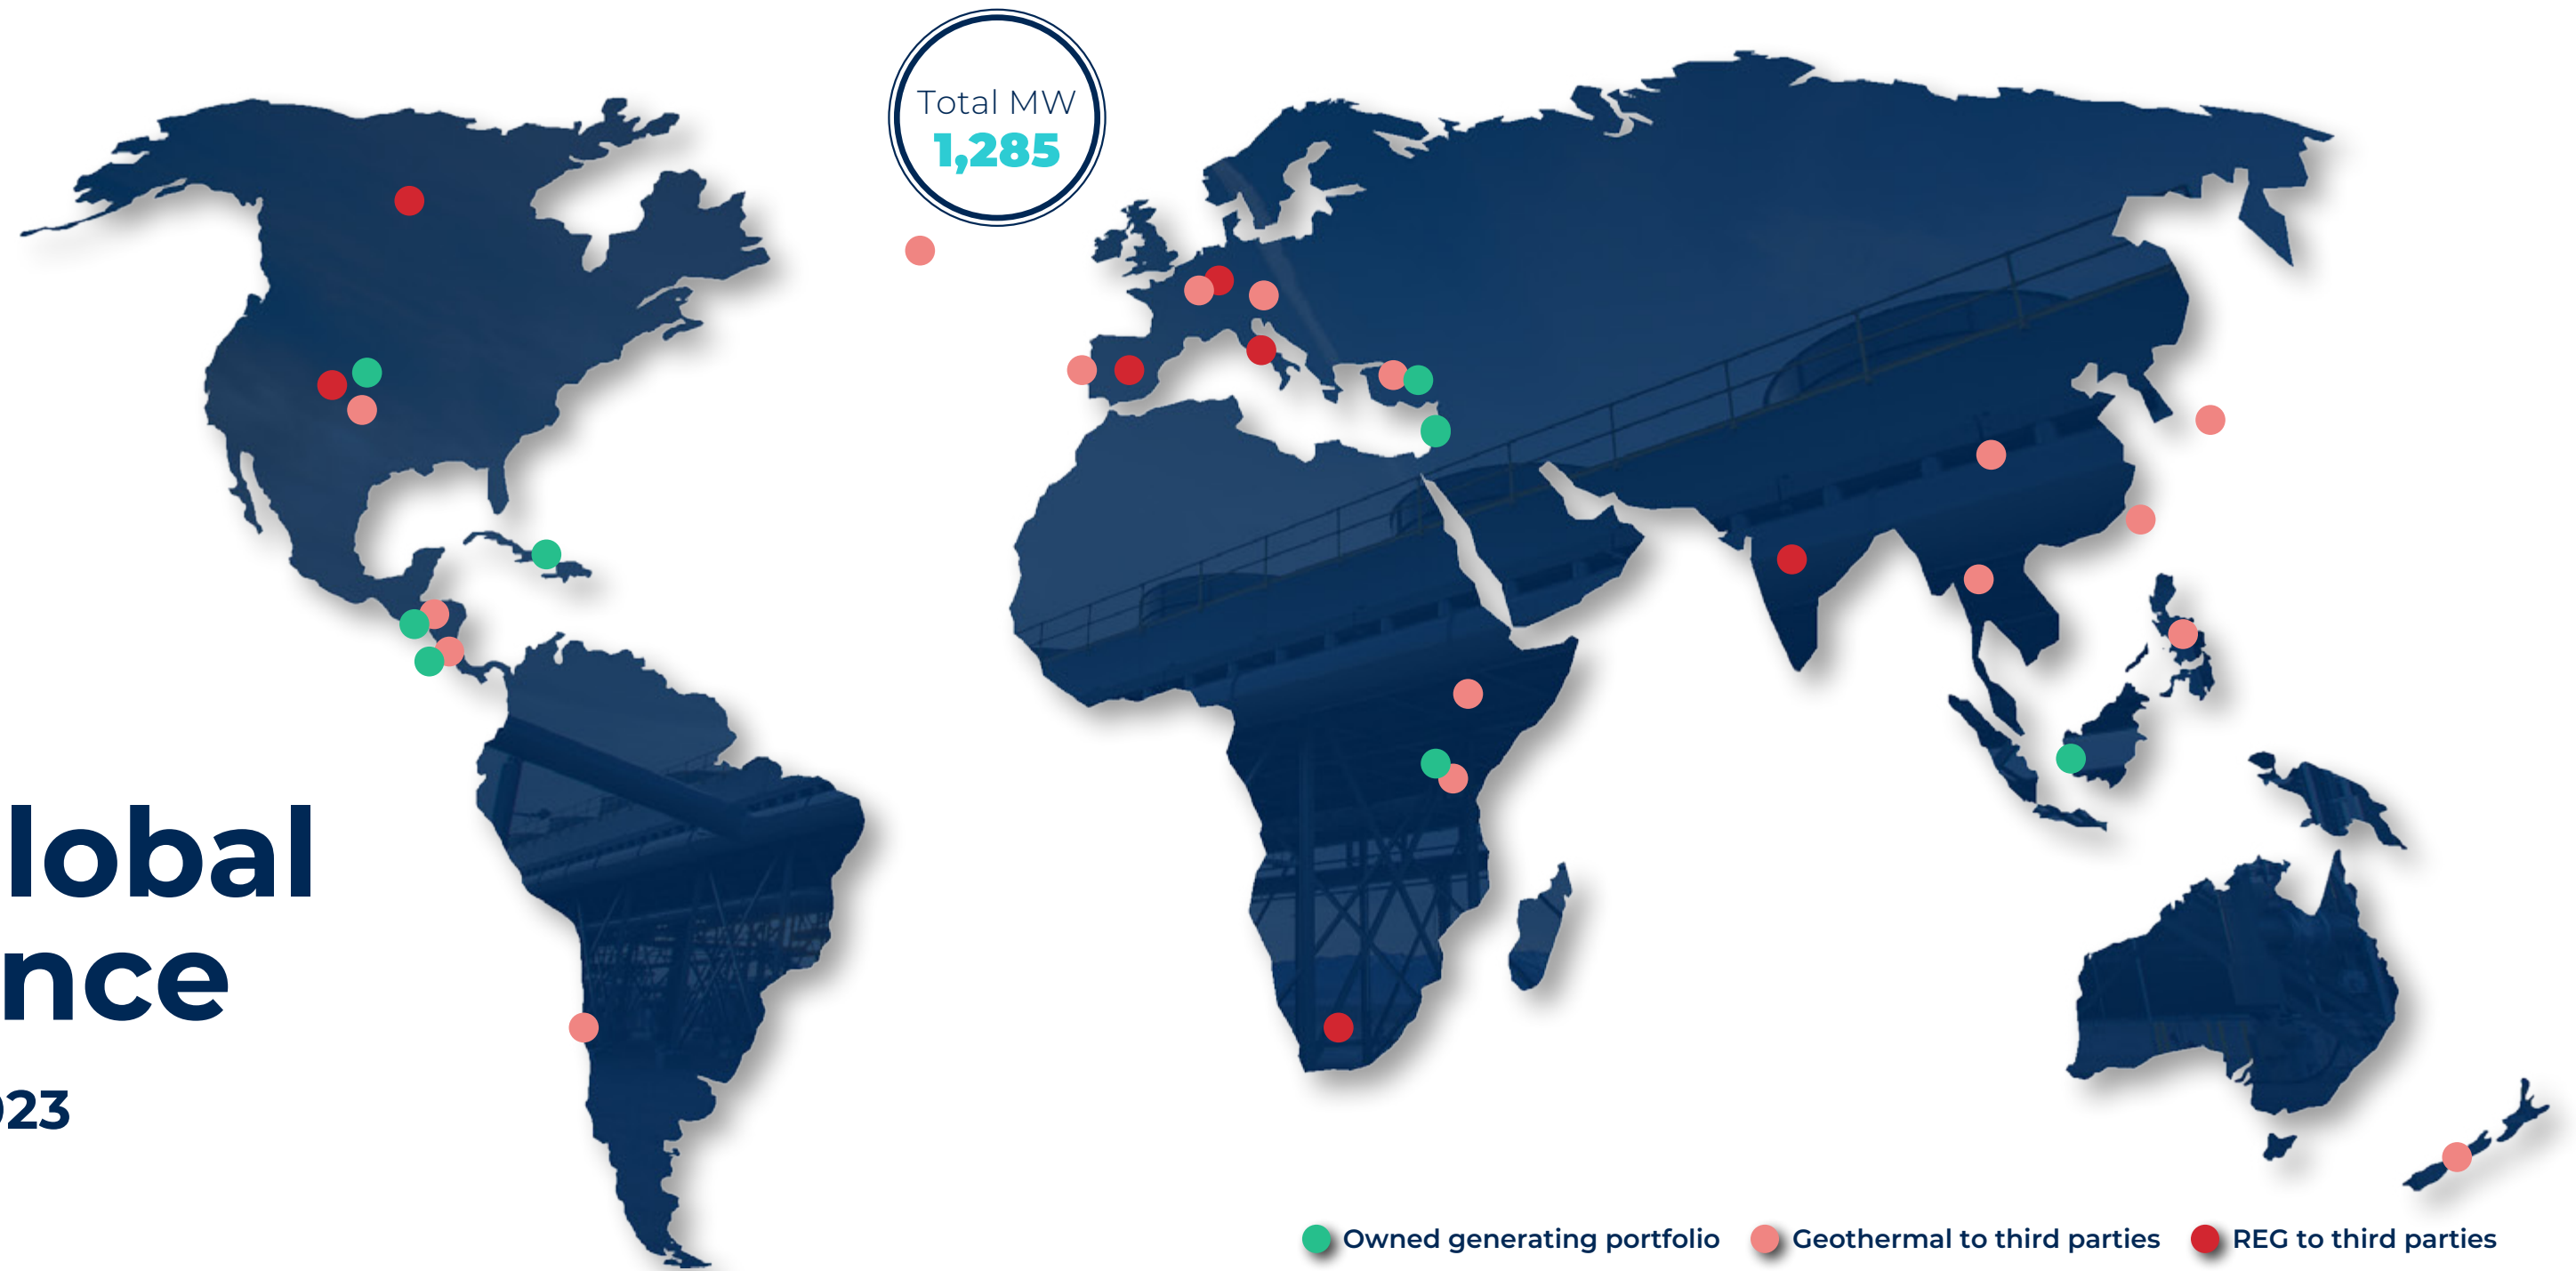 Total MW
1,285
lobal
nce
023
Owned generating portfolio
Geothermal to third parties
REG to third parties